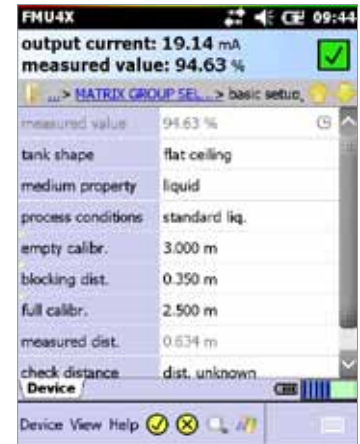 FMU4X 09:44
output current: 19.14 mA
measured value: 94.63 %
...> MATRIX GROUP SEL...> basic setup,
measured value 94.63 %
tank shape flat ceiling
medium property liquid
process conditions standard liq.
empty calibr. 3.000 m
blocking dist. 0.350 m
full calibr. 2.500 m
measured dist. 0.634 m
check distance dist. unknown
Device
Device View Help